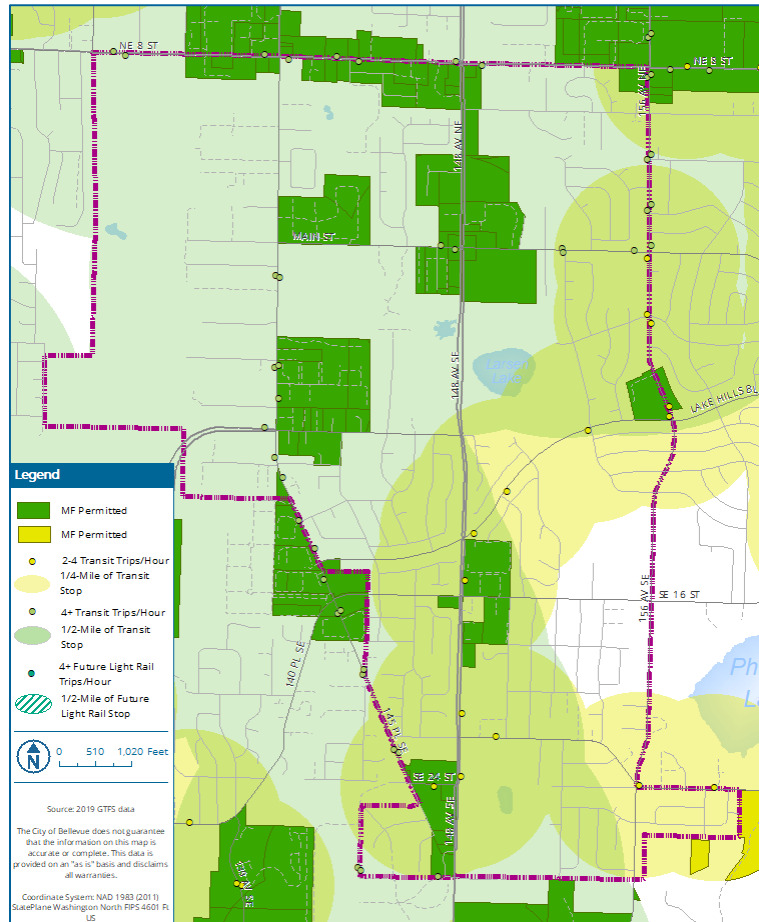 NE 8 ST
NE 8 ST
156 AV NE
148 AV NE
MAIN ST
148 AV SE
Larsen
Lake
LAKE HILLS BL
Legend
MF Permitted
MF Permitted
2-4 Transit Trips/Hour
1/4-Mile of Transit
Stop
4+ Transit Trips/Hour
1/2-Mile of Transit
Stop
4+ Future Light Rail
Trips/Hour
1/2-Mile of Future
Light Rail Stop
N
0 510 1,020 Feet
Source: 2019 GTFS data
The City of Bellevue does not guarantee
that the information on this map is
accurate or complete. This data is
provided on an "as is" basis and disclaims
all warranties.
Coordinate System: NAD 1983 (2011)
StatePlane Washington North FIPS 4601 Ft
US
156 AV SE
SE 16 ST
140 PL SE
145 PL SE
Ph
L
SE 24 ST
148 AV SE
AV SE